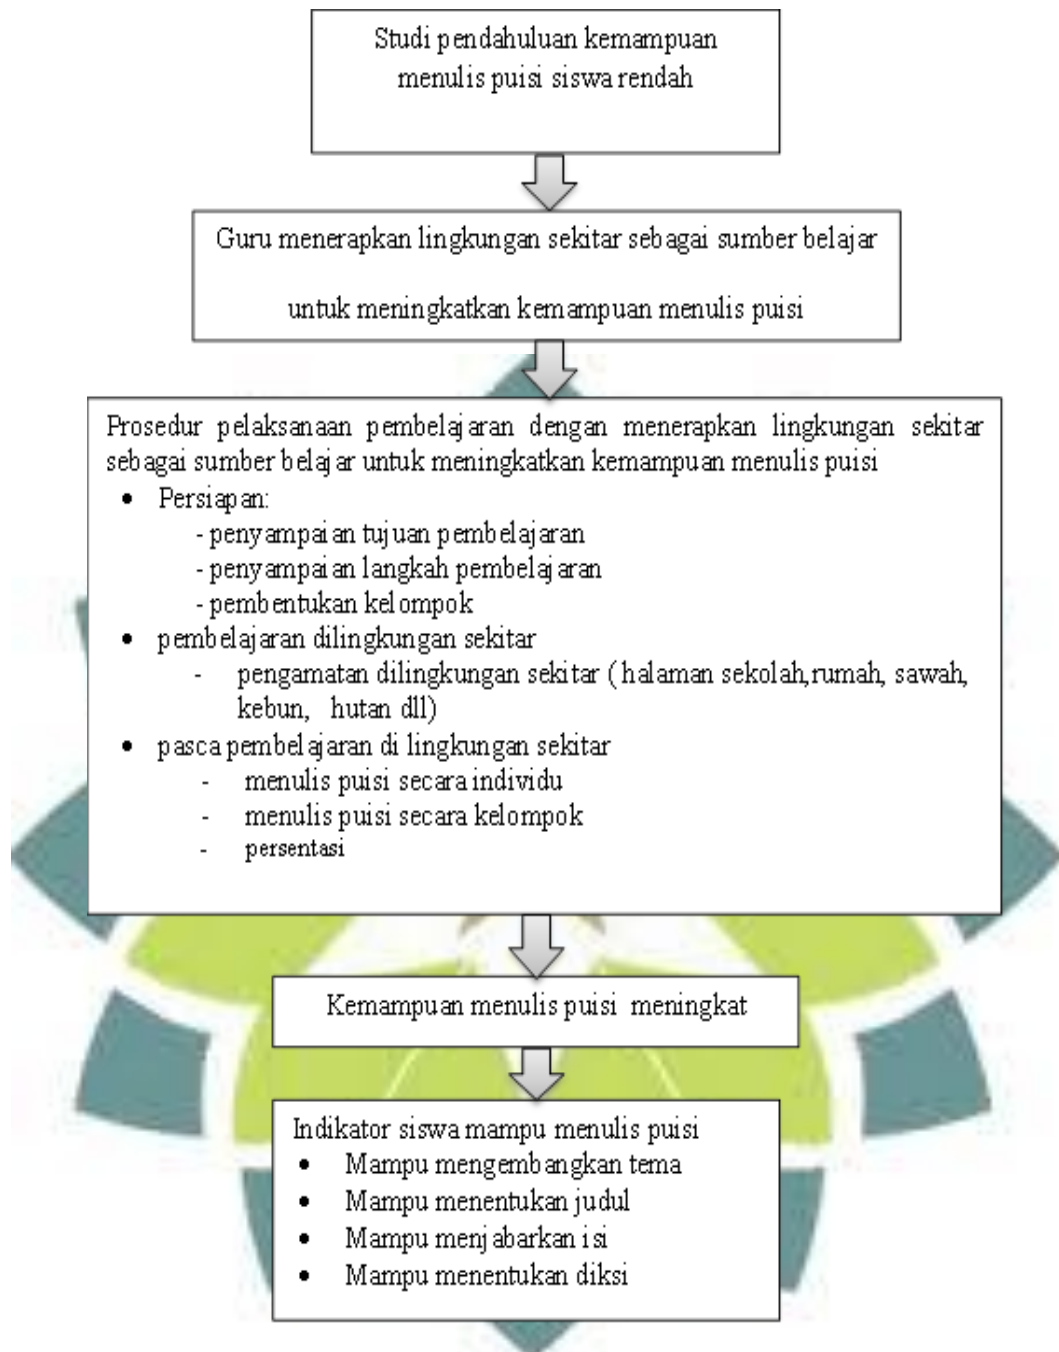 Studi pendahuluan kemampuan
menulis puisi siswa rendah
Guru menerapkan lingkungan sekitar sebagai sumber belajar
untuk meningkatkan kemampuan menulis puisi
Prosedur pelaksanaan pembelajaran dengan menerapkan lingkungan sekitar
sebagai sumber belajar untuk meningkatkan kemampuan menulis puisi
• Persiapan:
- penyampaian tujuan pembelajaran
- penyampaian langkah pembelajaran
- pembentukan kelompok
• pembelajaran dilingkungan sekitar
- pengamatan dilingkungan sekitar ( halaman sekolah,rumah, sawah,
kebun, hutan dll)
• pasca pembelajaran di lingkungan sekitar
- menulis puisi secara individu
- menulis puisi secara kelompok
- persentasi
Kemampuan menulis puisi meningkat
Indikator siswa mampu menulis puisi
• Mampu mengembangkan tema
• Mampu menentukan judul
• Mampu menjabarkan isi
• Mampu menentukan diksi